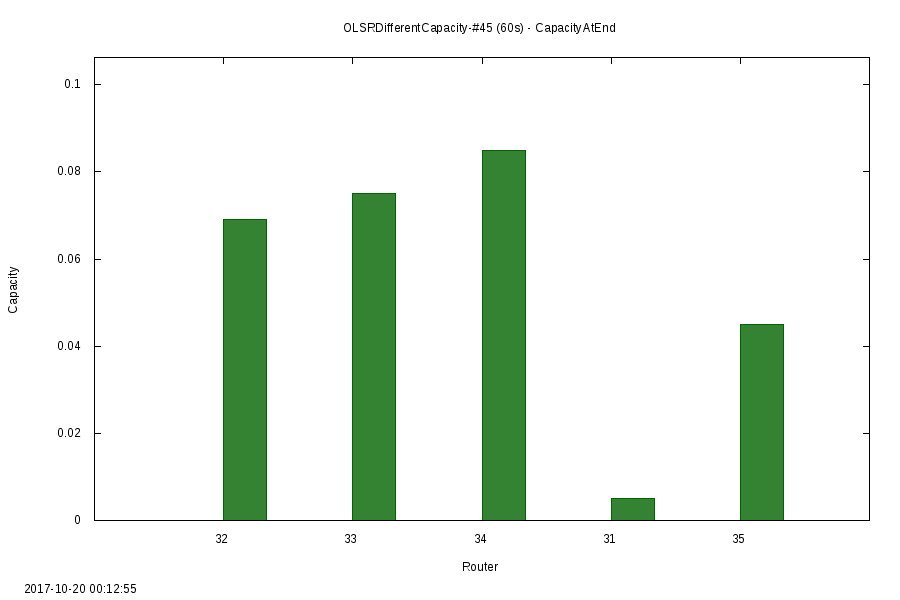 OLSRDifferentCapacity-#45 (60s) - CapacityAtEnd
0.1
0.08
0.06
0.04
0.02
0
Capacity
32 33 34 31 35
Router
2017-10-20 00:12:55